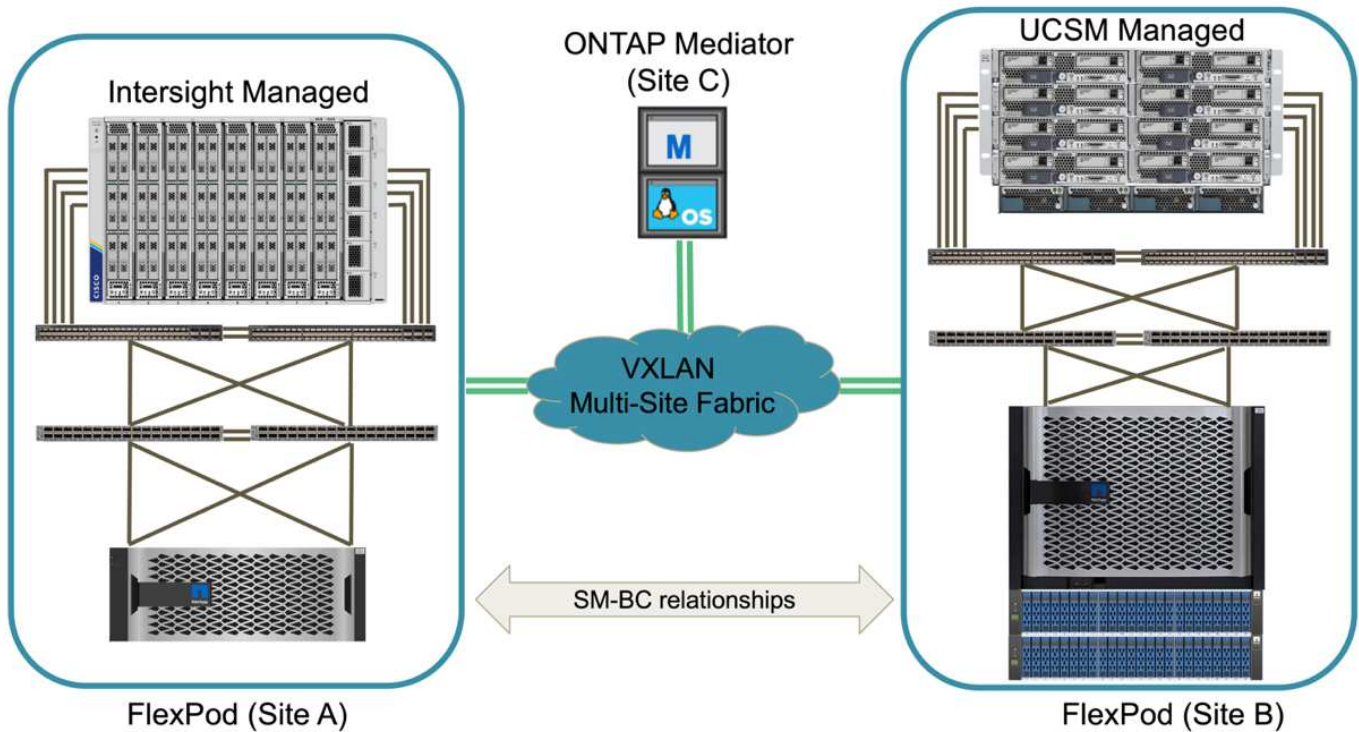 Intersight Managed
ONTAP Mediator
(Site C)
UCSM Managed
M
OS
CISCO
VXLAN
Multi-Site Fabric
SM-BC relationships
FlexPod (Site A)
FlexPod (Site B)